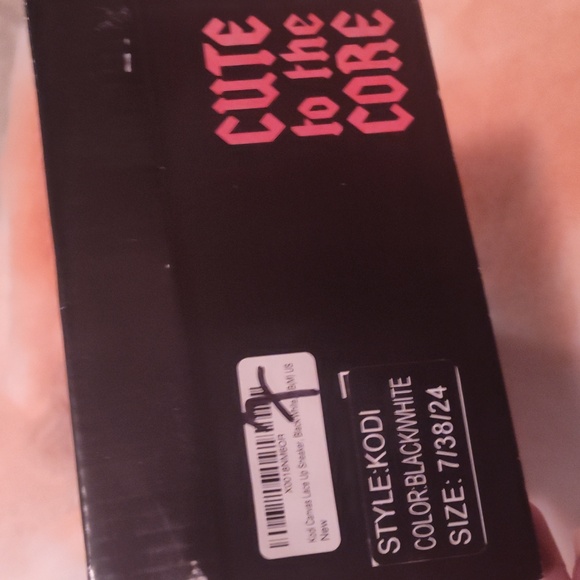 CUTE
to the
CORE
X0018NM6OR
Kodi Canvas Lace Up Sneaker, Black White, B(M) US
New
STYLE:KODI
COLOR:BLACK/WHITE
SIZE: 7/38/24